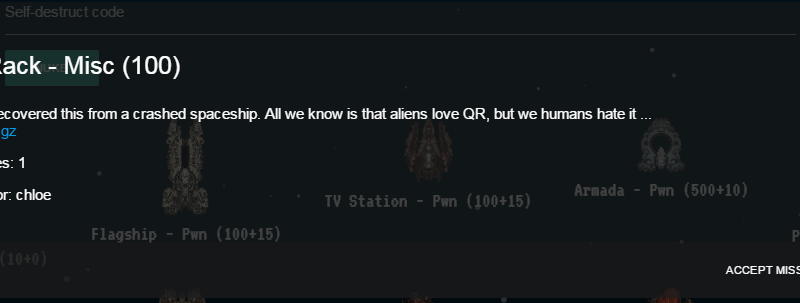 Self-destruct code
Rack - Misc (100)
ecovered this from a crashed spaceship. All we know is that aliens love QR, but we humans hate it ...
gz
es: 1
or: chloe
TV Station - Pwn (100+15)
Armada - Pwn (500+10)
Flagship - Pwn (100+15)
(10+0)
P
ACCEPT MISS